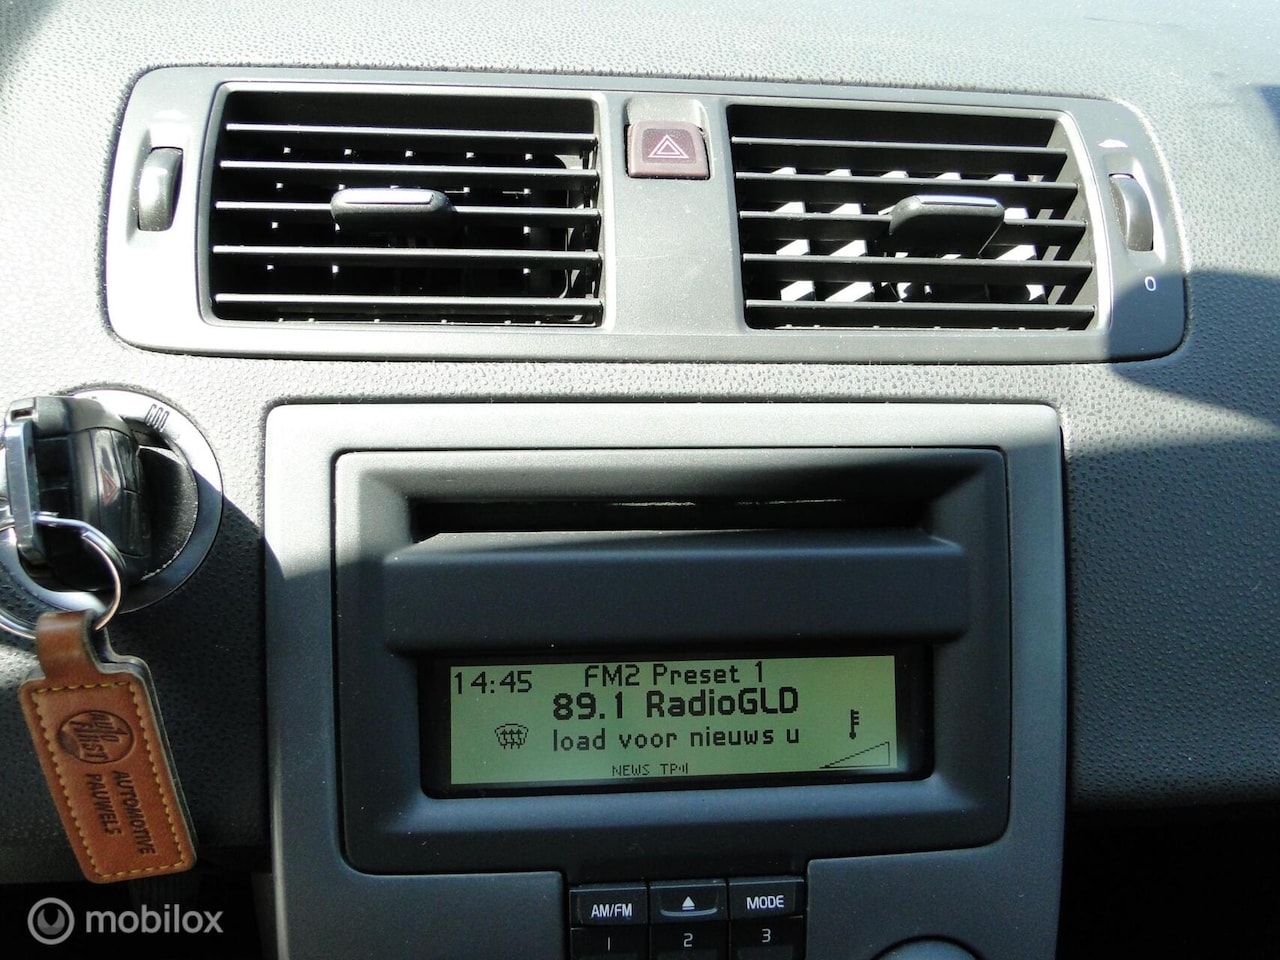 0
14:45 FM2 Preset 1
89.1 RadioGLD
load voor nieuws u
NEWS TP
AUTOMOTIVE
PAUWELS
AM/FM
MODE
1 2 3
mobilox